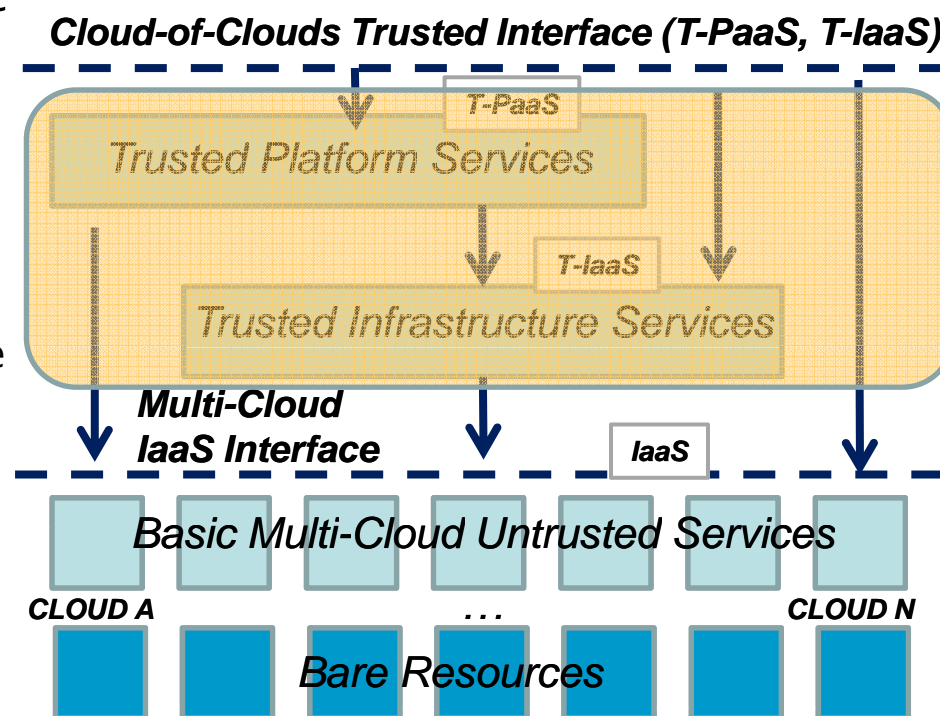 Cloud-of-Clouds Trusted Interface (T-PaaS, T-IaaS)
T-PaaS
Trusted Platform Services
T-IaaS
Trusted Infrastructure Services
e
Multi-Cloud
IaaS Interface
IaaS
Basic Multi-Cloud Untrusted Services
CLOUD A
...
CLOUD N
Bare Resources